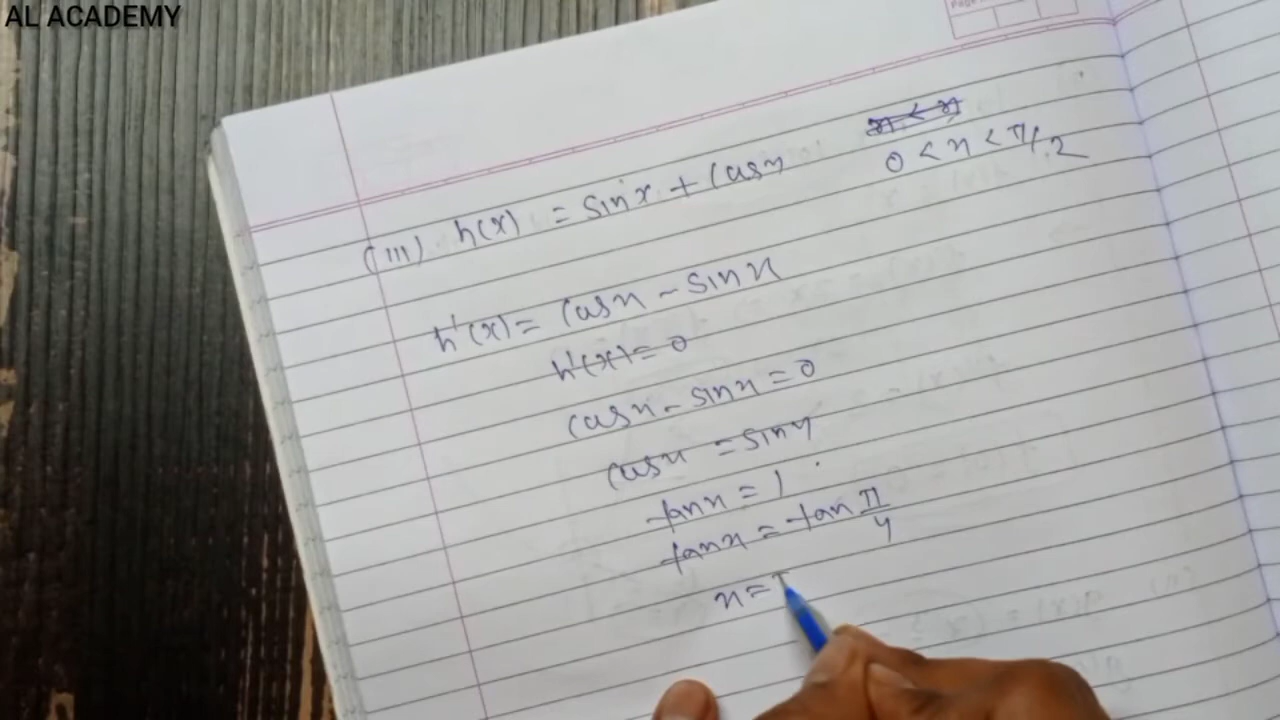 AL ACADEMY
(iii) h(x) = sin x + cos x
0 < x < π/2
h'(x) = cos x - sin x
h'(x) = 0
cos x - sin x = 0
cos x = sin x
tan x = 1
tan x = tan π/4
x =